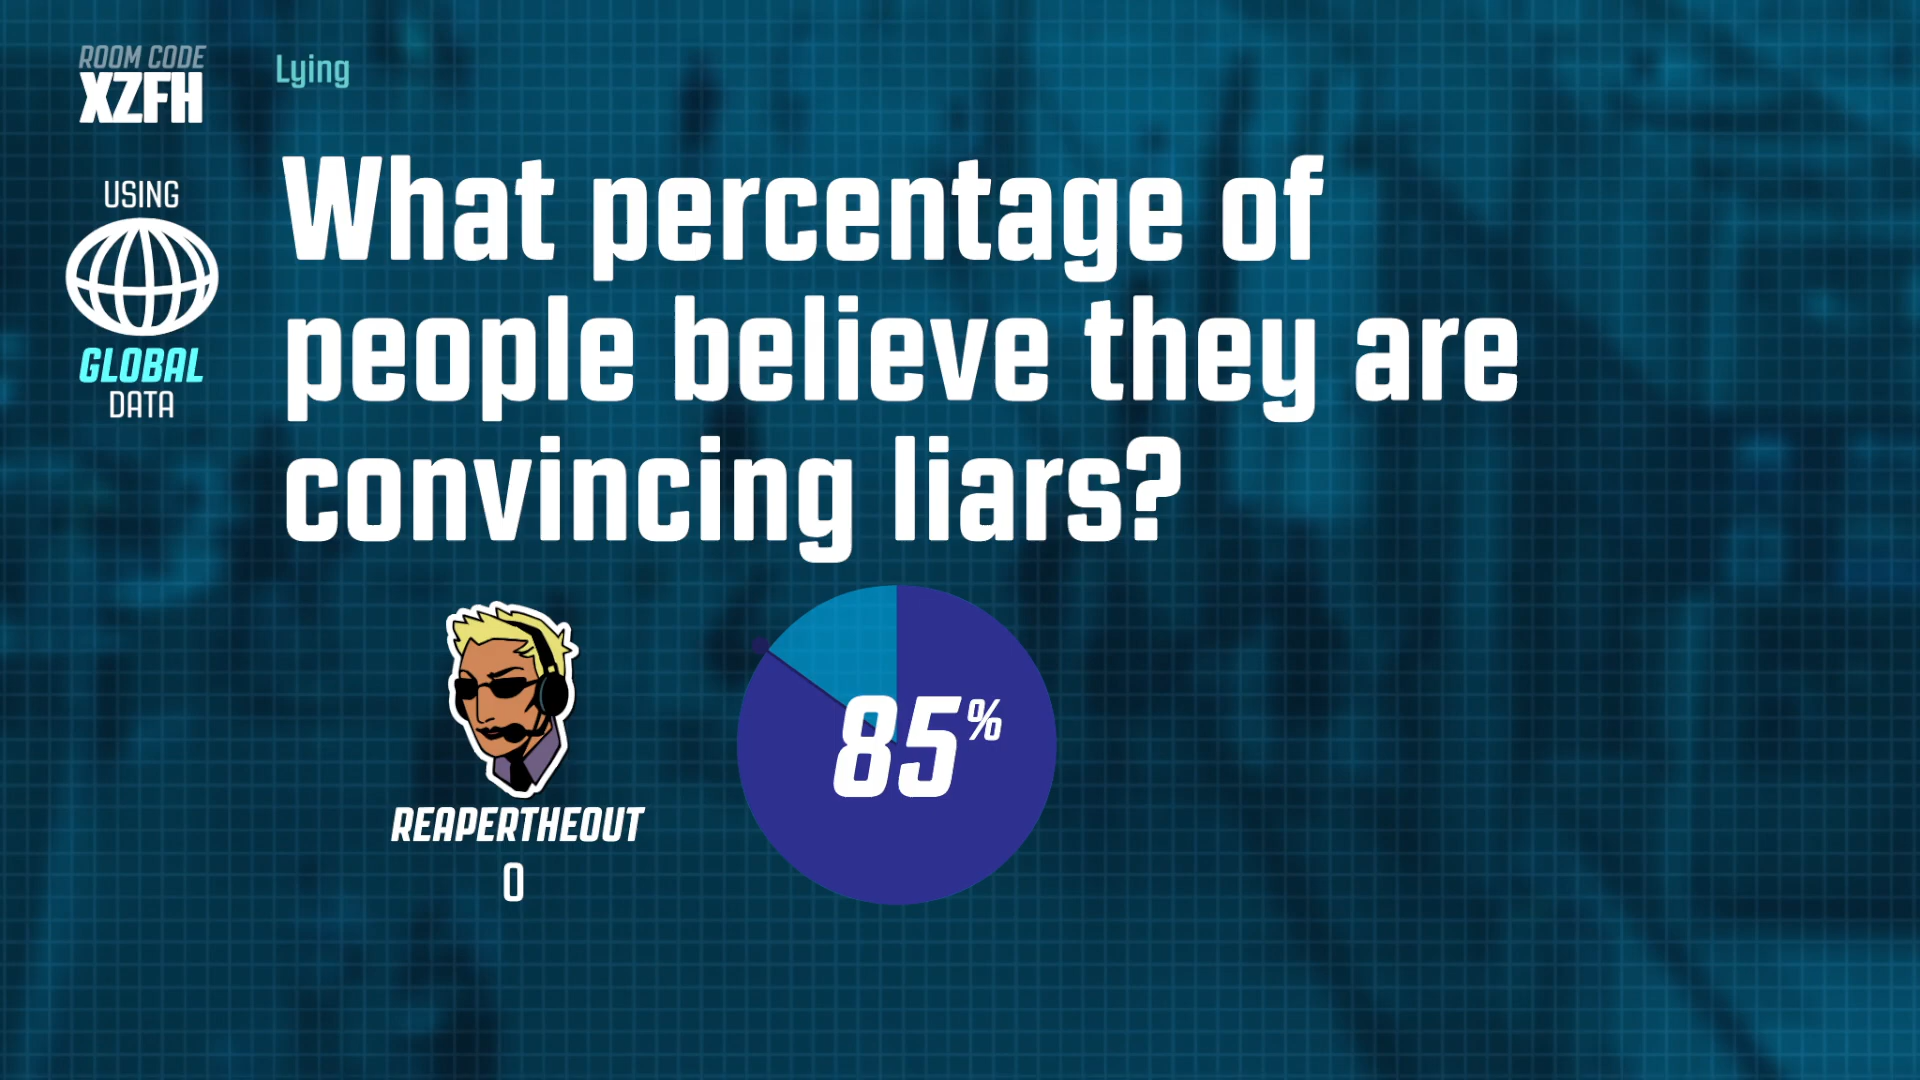 ROOM CODE
XZFH
Lying
USING
GLOBAL
DATA
What percentage of
people believe they are
convincing liars?
85%
REAPERTHEOUT
0